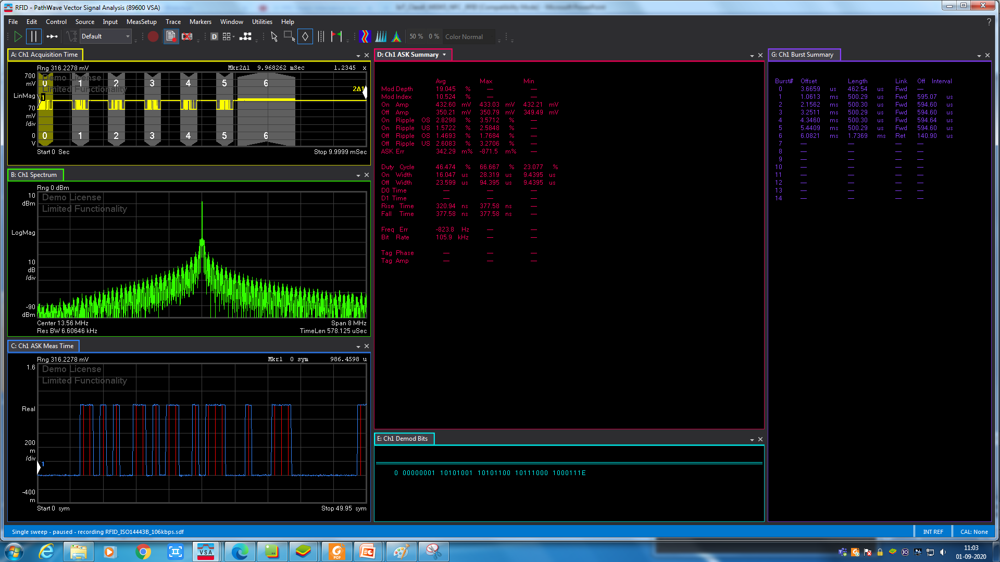 RFID - PathWave Vector Signal Analysis (89600 VSA)
File Edit Control Source Input MeasSetup Trace Markers Window Utilities Help
?
Default
D
50 % 0 % Color Normal
A: Ch1 Acquisition Time
Rng 316.2278 mV Mkr2Δ1 9.968262 mSec 1.2345 x
Demo License
Limited Functionality
700
mV
LinMag
70
mV
/div
0
V
0 1 2 3 4 5 6
2Δ1
1
0 1 2 3 4 5 6
Start 0 Sec Stop 9.9999 mSec
B: Ch1 Spectrum
Rng 0 dBm
10
dBm
Demo License
Limited Functionality
LogMag
10
dB
/div
-90
dBm
Center 13.56 MHz Span 8 MHz
Res BW 6.60646 kHz TimeLen 578.125 uSec
C: Ch1 ASK Meas Time
Rng 316.2278 mV Mkr1 0 sym 986.4598 u
1.6
Demo License
Limited Functionality
Real
200
m
/div
1
-400
m
Start 0 sym Stop 49.95 sym
D: Ch1 ASK Summary
Avg Max Min
Mod Depth 19.045 % — —
Mod Index 10.524 % — —
On Amp 432.60 mV 433.03 mV 432.21 mV
Off Amp 350.21 mV 350.79 mV 349.49 mV
On Ripple OS 2.8298 % 3.5712 % —
On Ripple US 1.5722 % 2.5848 % —
Off Ripple OS 1.4693 % 1.7684 % —
Off Ripple US 2.6083 % 3.2706 % —
ASK Err 342.29 m% -871.5 m% —
Duty Cycle 46.474 % 66.667 % 23.077 %
On Width 16.047 us 28.319 us 9.4395 us
Off Width 23.599 us 94.395 us 9.4395 us
D0 Time — — —
D1 Time — — —
Rise Time 320.94 ns 377.58 ns —
Fall Time 377.58 ns 377.58 ns —
Freq Err -823.8 Hz — —
Bit Rate 105.9 kHz — —
Tag Phase — — —
Tag Amp — — —
E: Ch1 Demod Bits
0 00000001 10101001 10101100 10111000 1000111E
G: Ch1 Burst Summary
Burst# Offset Length Link Off Interval
0 3.6659 us 462.54 us Fwd —
1 1.0613 ms 500.29 us Fwd 595.07 us
2 2.1562 ms 500.30 us Fwd 594.60 us
3 3.2511 ms 500.29 us Fwd 594.60 us
4 4.3460 ms 500.30 us Fwd 594.64 us
5 5.4409 ms 500.29 us Fwd 594.60 us
6 6.0821 ms 1.7369 ms Ret 140.90 us
7 — — — —
8 — — — —
9 — — — —
10 — — — —
11 — — — —
12 — — — —
13 — — — —
14 — — — —
Single sweep - paused - recording RFID_ISO14443B_106kbps.sdf INT REF CAL: None
VSA
PDF
11:03
01-09-2020